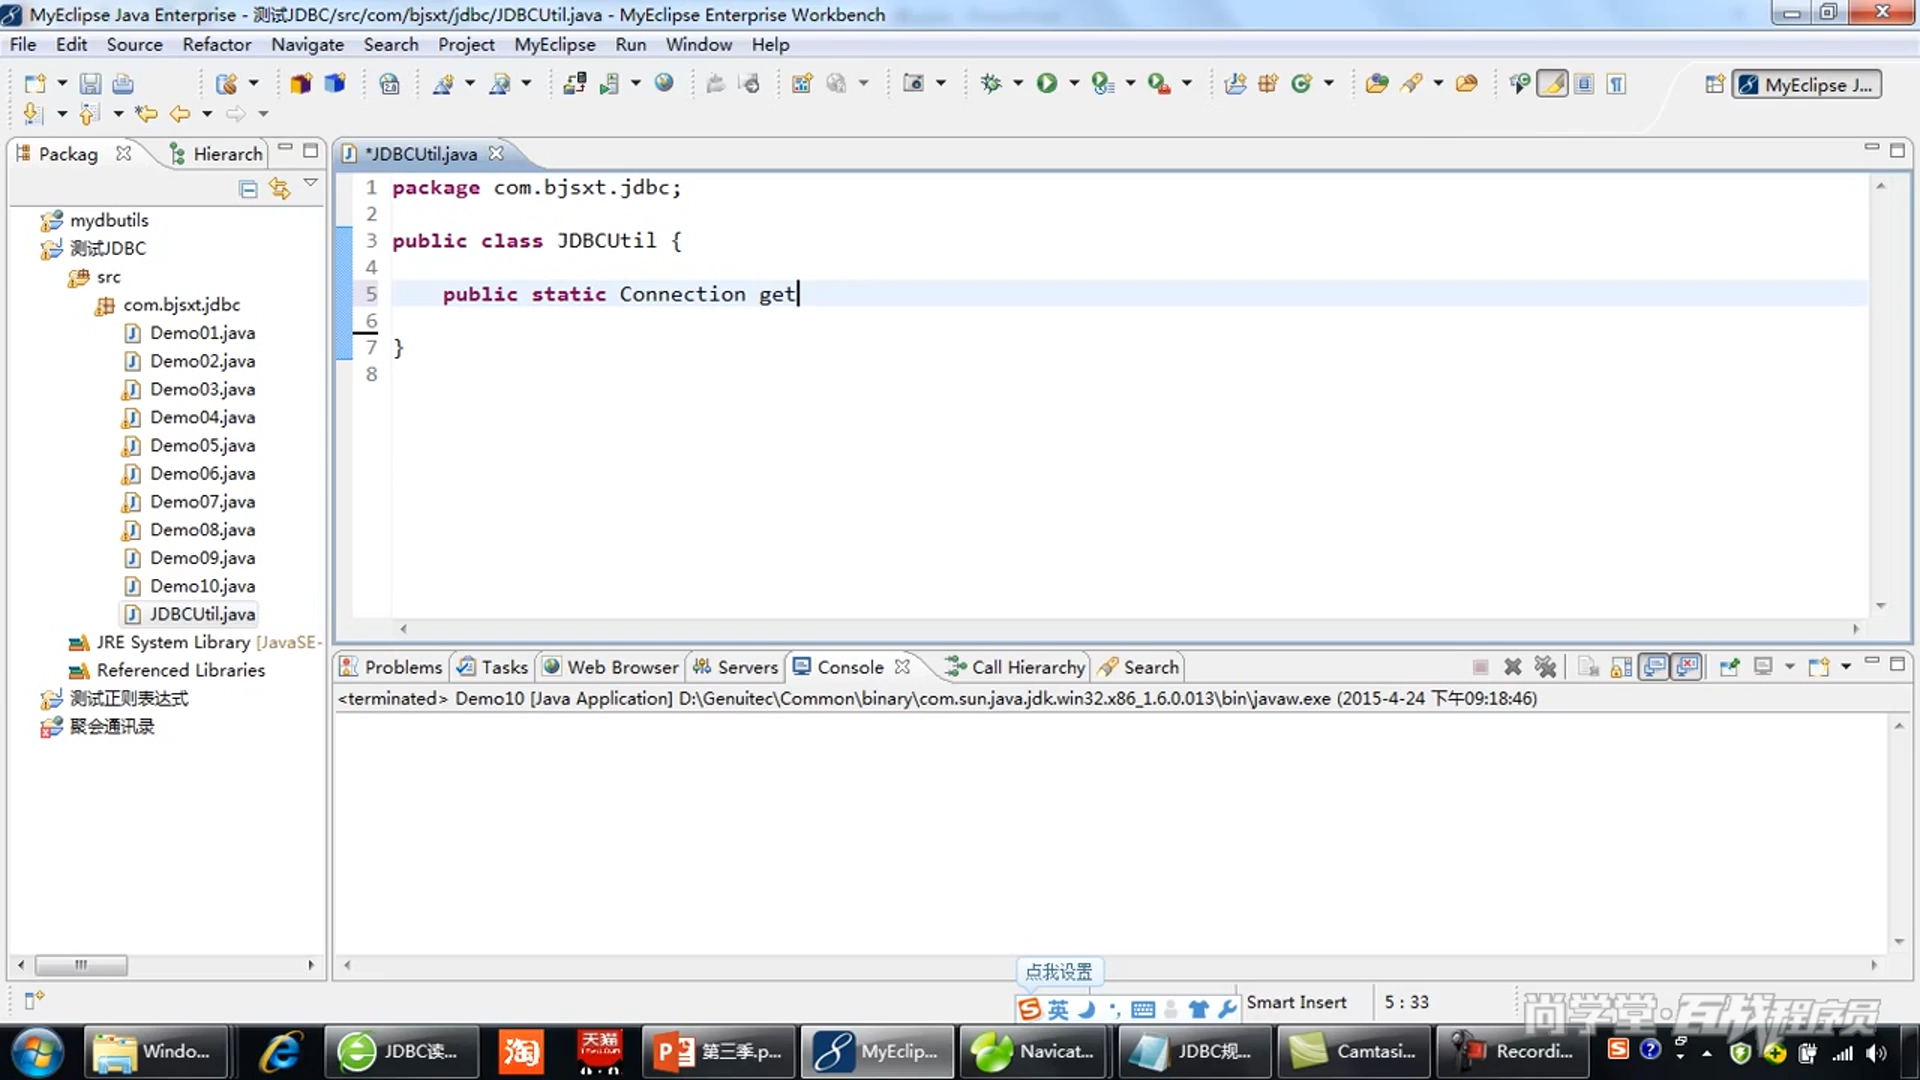 MyEclipse Java Enterprise - 测试JDBC/src/com/bjsxt/jdbc/JDBCUtil.java - MyEclipse Enterprise Workbench
File Edit Source Refactor Navigate Search Project MyEclipse Run Window Help
MyEclipse J...
Packag
Hierarch
*JDBCUtil.java
mydbutils
测试JDBC
src
com.bjsxt.jdbc
Demo01.java
Demo02.java
Demo03.java
Demo04.java
Demo05.java
Demo06.java
Demo07.java
Demo08.java
Demo09.java
Demo10.java
JDBCUtil.java
JRE System Library [JavaSE-
Referenced Libraries
测试正则表达式
聚会通讯录
1 package com.bjsxt.jdbc;
2
3 public class JDBCUtil {
4
5 public static Connection get
6
7 }
8
Problems Tasks Web Browser Servers Console Call Hierarchy Search
<terminated> Demo10 [Java Application] D:\Genuitec\Common\binary\com.sun.java.jdk.win32.x86_1.6.0.013\bin\javaw.exe (2015-4-24 下午09:18:46)
点我设置
英
Smart Insert
5 : 33
尚学堂·百战程序员
Windo...
JDBC读...
淘
天猫
第三季.p...
MyEclip...
Navicat...
JDBC规...
Camtasi...
Recordi...